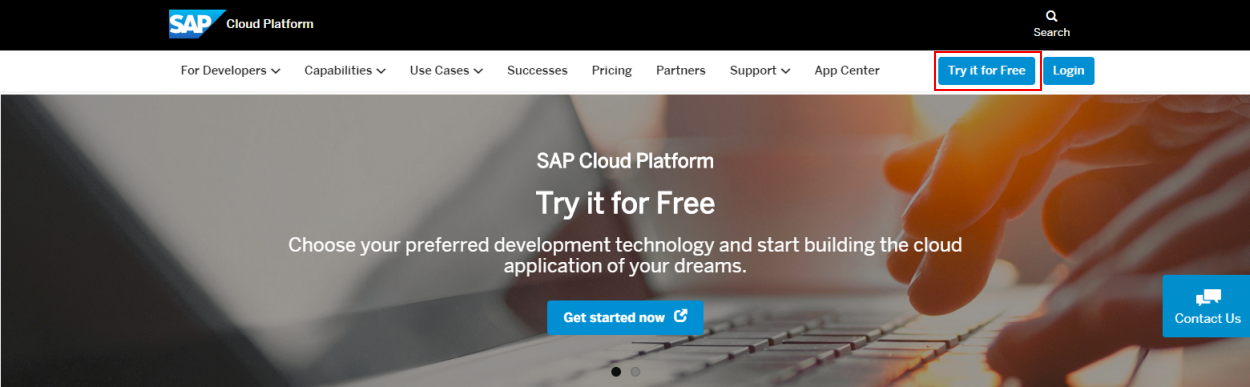 SAP Cloud Platform
Search
For Developers Capabilities Use Cases Successes Pricing Partners Support App Center Try it for Free Login
SAP Cloud Platform
Try it for Free
Choose your preferred development technology and start building the cloud
application of your dreams.
Get started now
Contact Us